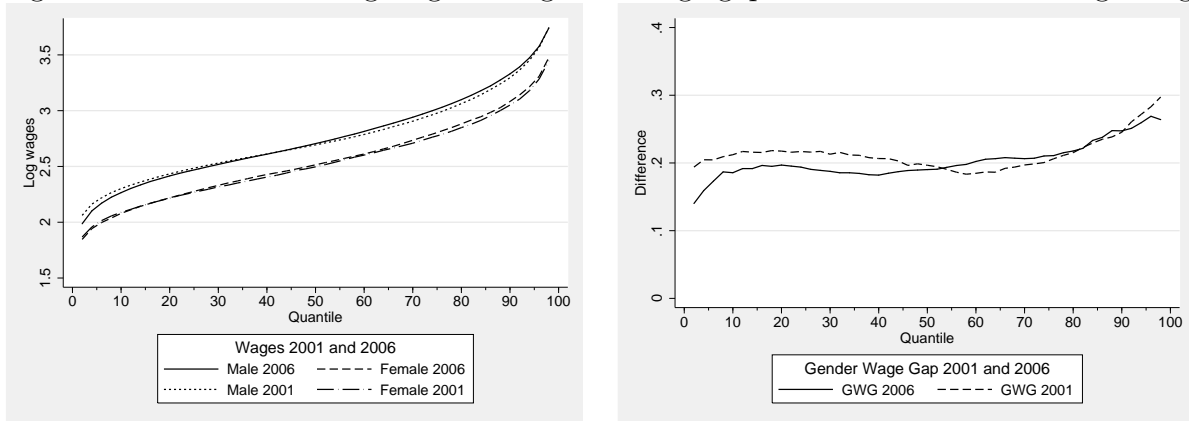 Log wages
3.5
3
2.5
2
1.5
0 10 20 30 40 50 60 70 80 90 100
Quantile
Wages 2001 and 2006
Male 2006 Female 2006
Male 2001 Female 2001
Difference
.4
.3
.2
.1
0
0 10 20 30 40 50 60 70 80 90 100
Quantile
Gender Wage Gap 2001 and 2006
GWG 2006 GWG 2001